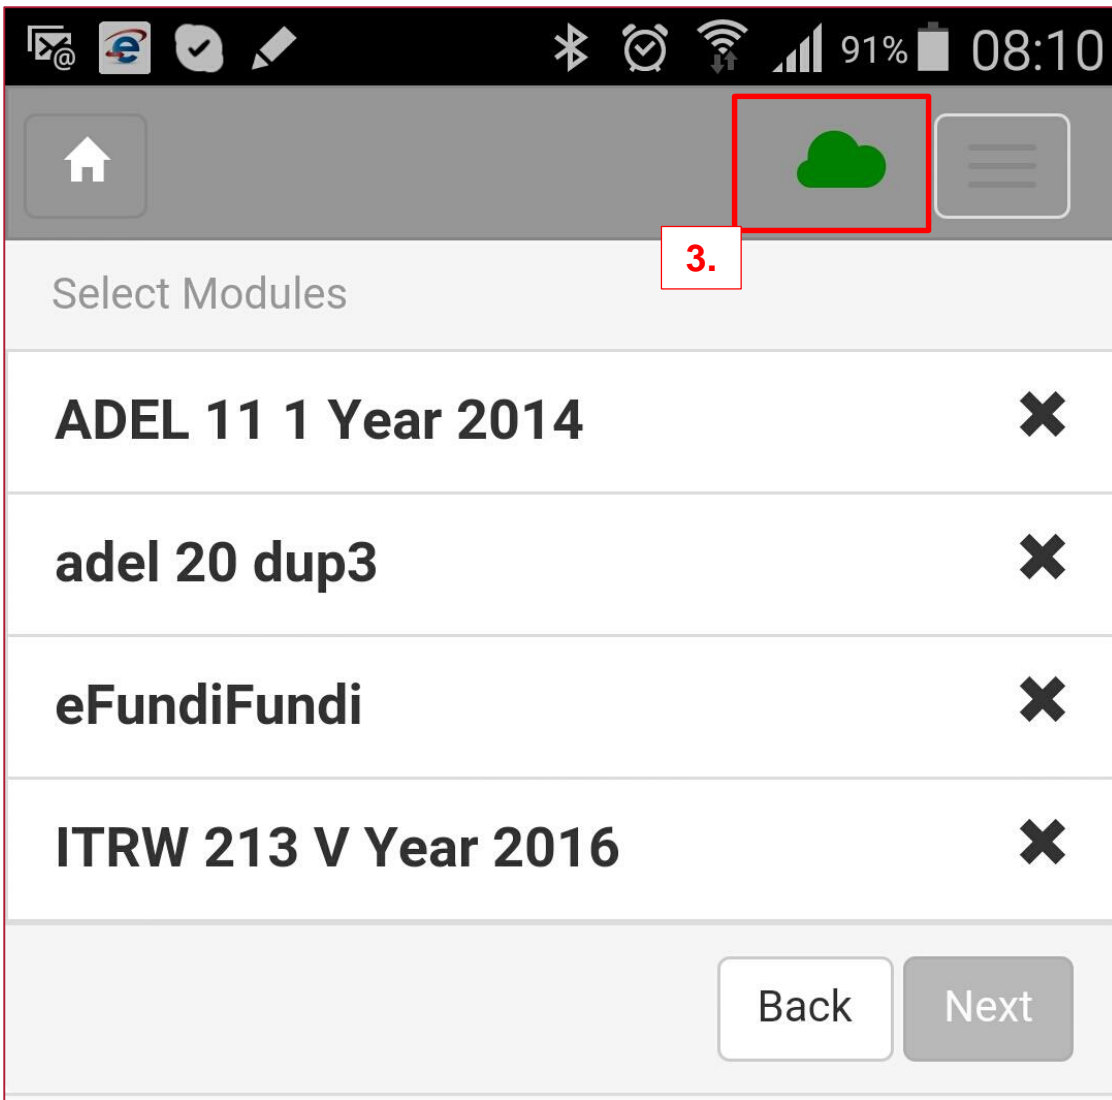 91% 08:10
3.
Select Modules
ADEL 11 1 Year 2014
adel 20 dup3
eFundiFundi
ITRW 213 V Year 2016
Back Next